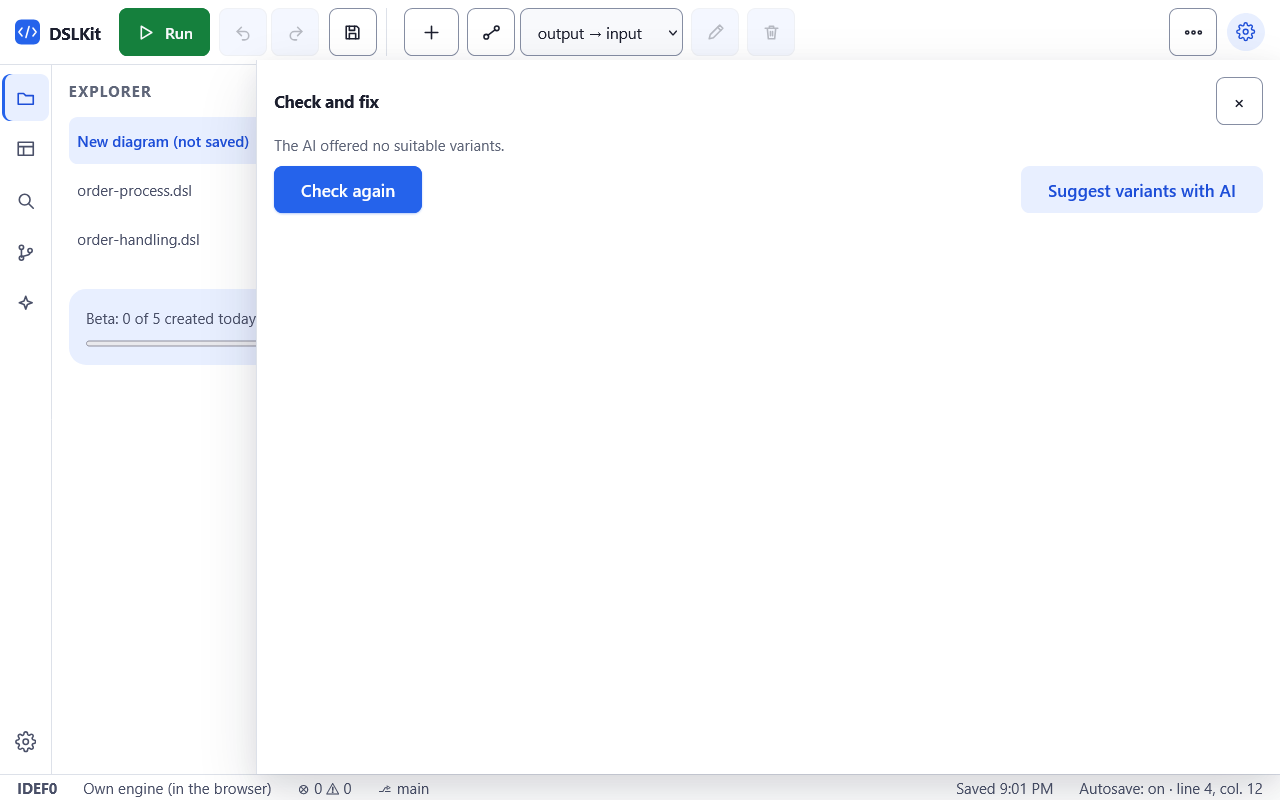 DSLKit
Run
output → input
EXPLORER
New diagram (not saved)
order-process.dsl
order-handling.dsl
Beta: 0 of 5 created today
Check and fix
×
The AI offered no suitable variants.
Check again
Suggest variants with AI
IDEF0
Own engine (in the browser)
0
0
main
Saved 9:01 PM
Autosave: on · line 4, col. 12